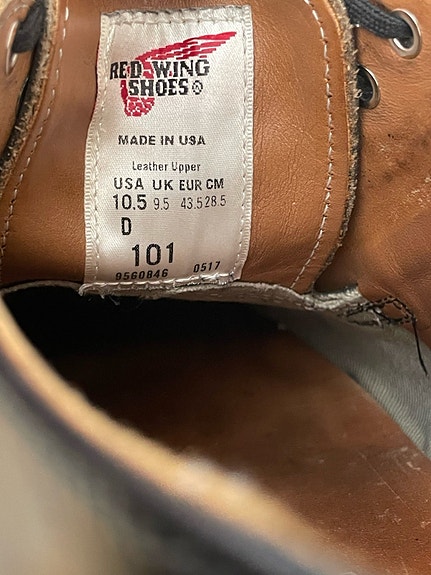 RED WING
SHOES ®
MADE IN USA
Leather Upper
USA UK EUR CM
10.5 9.5 43.5 28.5
D
101
9560846 0517